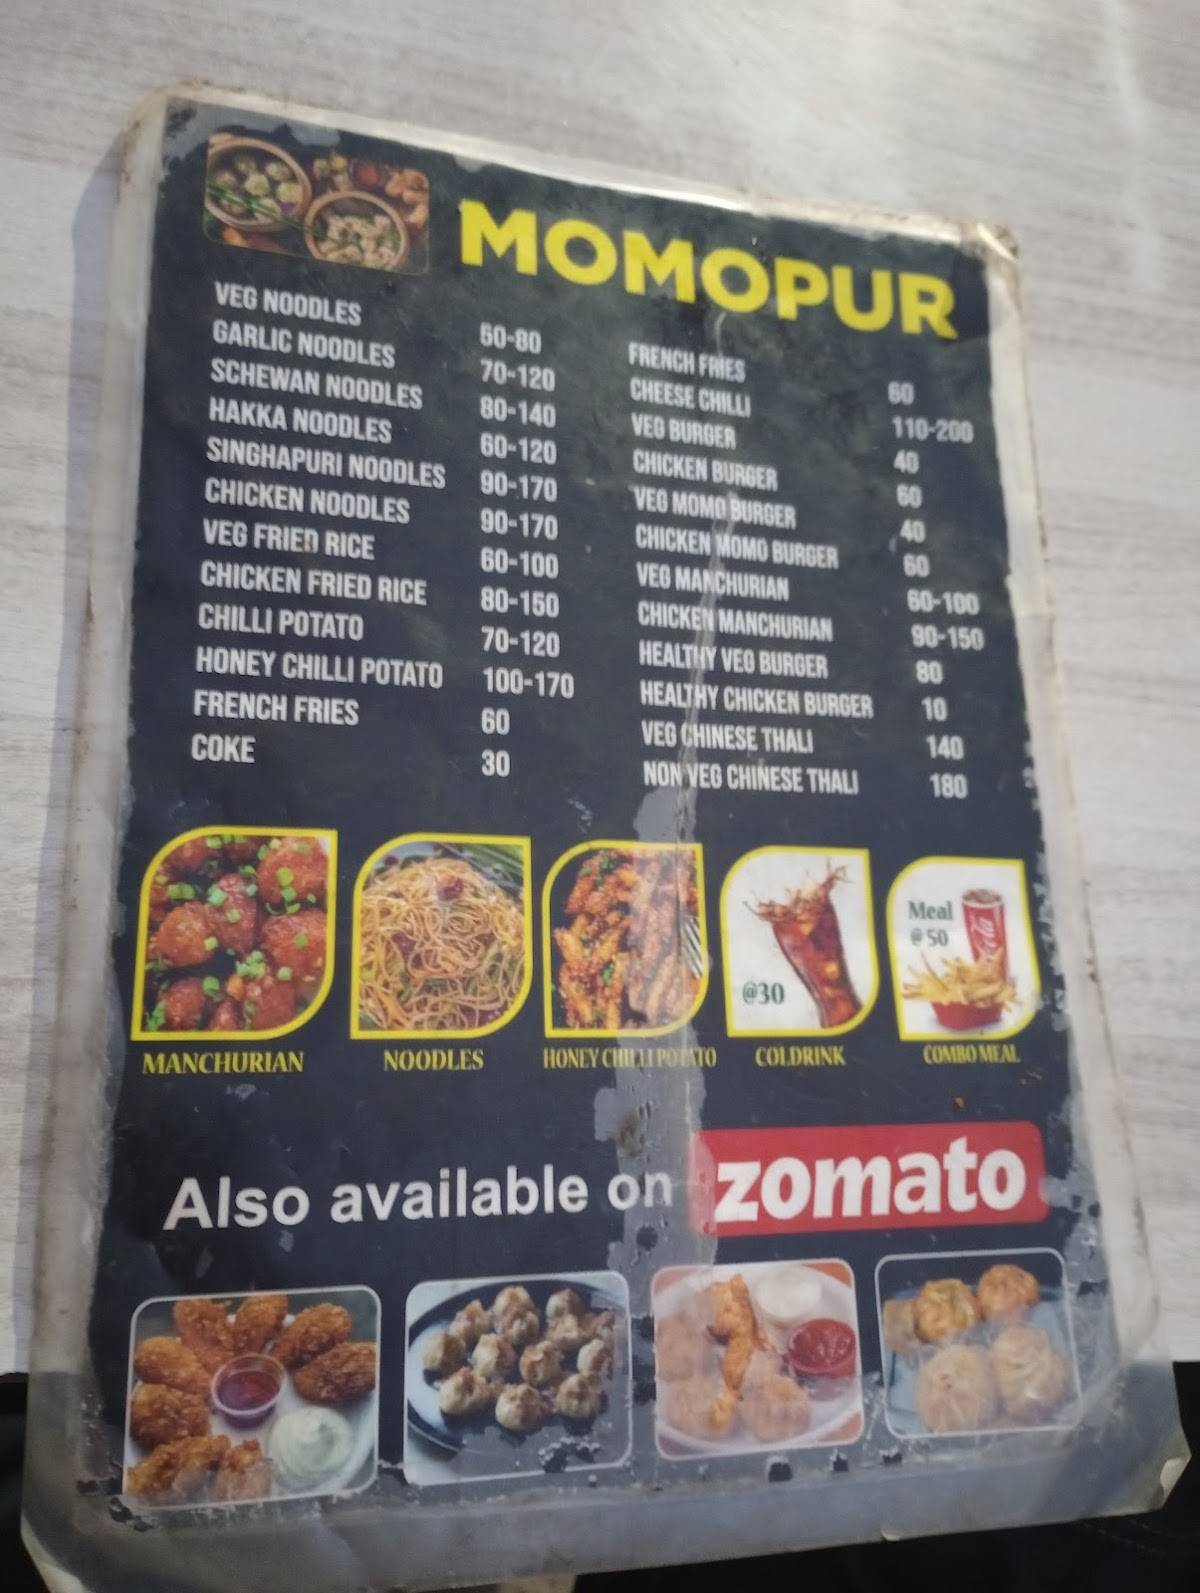 MOMOPUR
VEG NOODLES 50-80
GARLIC NOODLES 70-120
SCHEWAN NOODLES 80-140
HAKKA NOODLES 60-120
SINGHAPURI NOODLES 90-170
CHICKEN NOODLES 90-170
VEG FRIED RICE 60-100
CHICKEN FRIED RICE 80-150
CHILLI POTATO 70-120
HONEY CHILLI POTATO 100-170
FRENCH FRIES 60
COKE 30
FRENCH FRIES 60
CHEESE CHILLI 110-200
VEG BURGER 40
CHICKEN BURGER 60
VEG MOMO BURGER 40
CHICKEN MOMO BURGER 60
VEG MANCHURIAN 60-100
CHICKEN MANCHURIAN 90-150
HEALTHY VEG BURGER 80
HEALTHY CHICKEN BURGER 10
VEG CHINESE THALI 140
NON VEG CHINESE THALI 180
@30
Meal
@50
MANCHURIAN
NOODLES
HONEY CHILLI POTATO
COLDRINK
COMBO MEAL
Also available on zomato